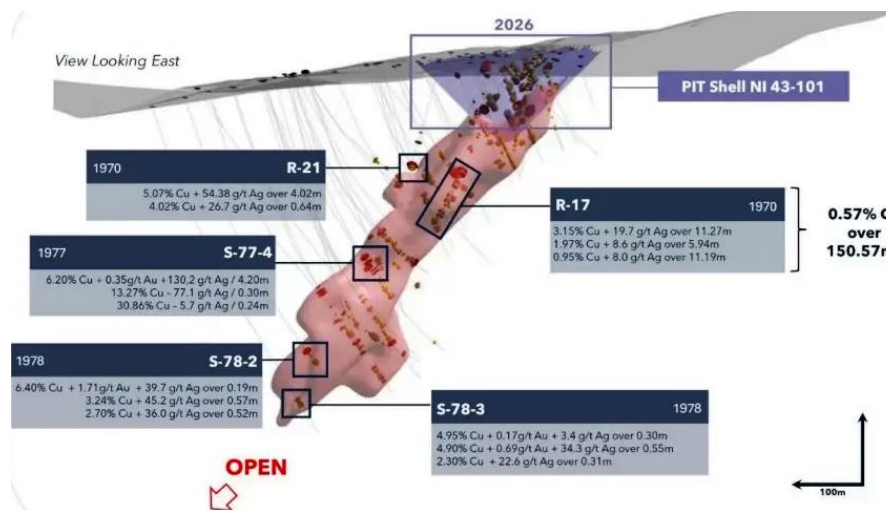 2026
View Looking East
PIT Shell NI 43-101
1970 R-21
5.07% Cu + 54.38 g/t Ag over 4.02m
4.02% Cu + 26.7 g/t Ag over 0.64m
R-17 1970
3.15% Cu + 19.7 g/t Ag over 11.27m
1.97% Cu + 8.6 g/t Ag over 5.94m
0.95% Cu + 8.0 g/t Ag over 11.19m
0.57% C
over
150.57m
1977 S-77-4
6.20% Cu + 0.35g/t Au +130,2 g/t Ag / 4.20m
13.27% Cu – 77.1 g/t Ag / 0.30m
30.86% Cu – 5.7 g/t Ag / 0.24m
1978 S-78-2
6.40% Cu + 1.71g/t Au + 39.7 g/t Ag over 0.19m
3.24% Cu + 45.2 g/t Ag over 0.57m
2.70% Cu + 36.0 g/t Ag over 0.52m
S-78-3 1978
4.95% Cu + 0.17g/t Au + 3.4 g/t Ag over 0.30m
4.90% Cu + 0.69g/t Au + 34.3 g/t Ag over 0.55m
2.30% Cu + 22.6 g/t Ag over 0.31m
OPEN
100m